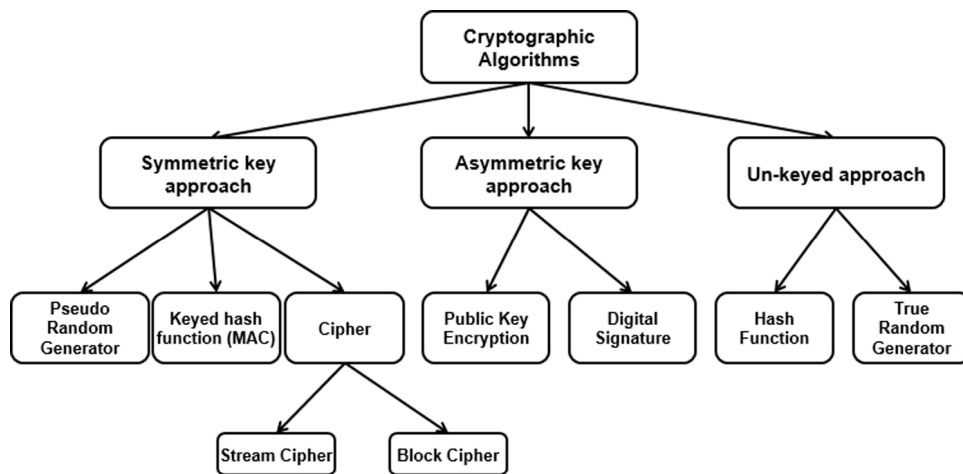 Cryptographic
Algorithms
Symmetric key
approach
Asymmetric key
approach
Un-keyed approach
Pseudo
Random
Generator
Keyed hash
function (MAC)
Cipher
Public Key
Encryption
Digital
Signature
Hash
Function
True
Random
Generator
Stream Cipher
Block Cipher